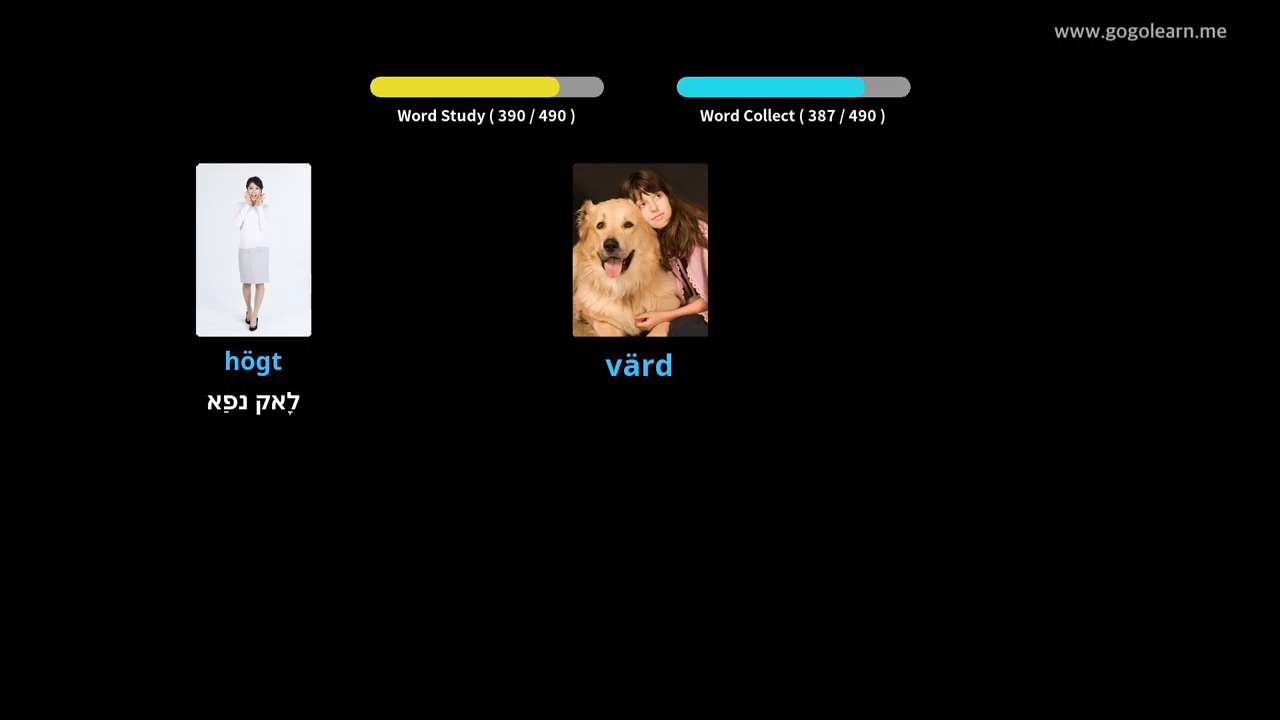 www.gogolearn.me
Word Study ( 390 / 490 )
Word Collect ( 387 / 490 )
högt
värd
לָאק נפַא